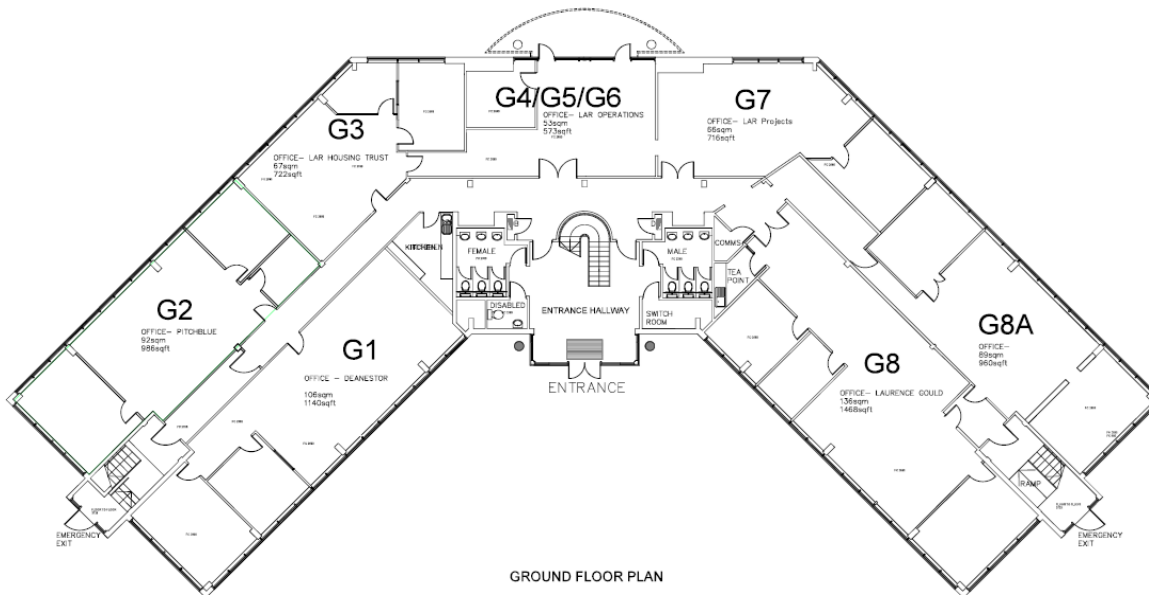 G4/G5/G6
OFFICE- LAR OPERATIONS
53sqm
573sqft
G7
OFFICE- LAR Projects
66sqm
716sqft
G3
OFFICE- LAR HOUSING TRUST
67sqm
722sqft
KITCHEN
FEMALE
MALE
COMMS
TEA
POINT
DISABLED
ENTRANCE HALLWAY
SWITCH
ROOM
ENTRANCE
G2
OFFICE- PITCHBLUE
92sqm
986sqft
G1
OFFICE - DEANESTOR
106sqm
1140sqft
G8
OFFICE- LAURENCE GOULD
136sqm
1468sqft
G8A
OFFICE-
89sqm
960sqft
RAMP
EMERGENCY
EXIT
EMERGENCY
EXIT
GROUND FLOOR PLAN